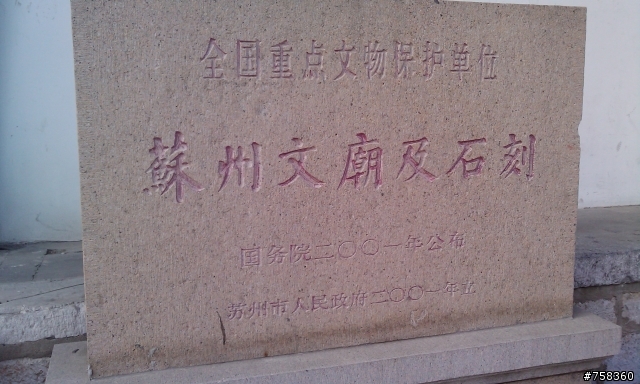 全国重点文物保护单位
蘇州文廟及石刻
国务院二〇〇一年公布
苏州市人民政府二〇〇一年立
#758360